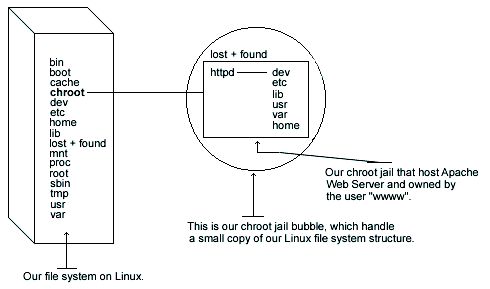 bin
boot
cache
chroot
dev
etc
home
lib
lost + found
mnt
proc
root
sbin
tmp
usr
var
Our file system on Linux.
lost + found
httpd
dev
etc
lib
usr
var
home
Our chroot jail that host Apache
Web Server and owned by
the user "wwww".
This is our chroot jail bubble, which handle
a small copy of our Linux file system structure.